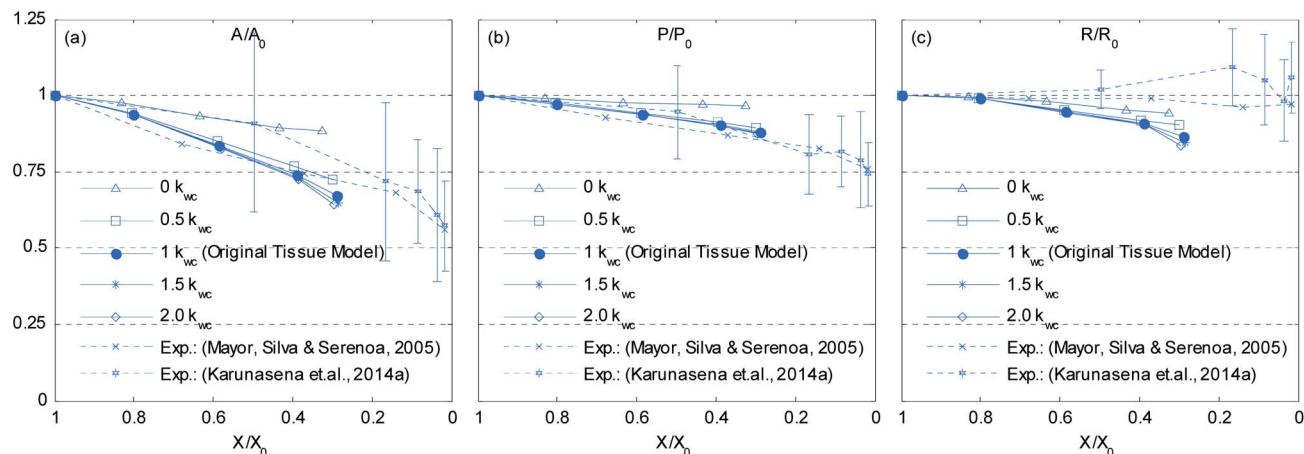 (a) A/A0
(b) P/P0
(c) R/R0
1.25
1
0.75
0.5
0.25
0
0 kwc
0.5 kwc
1 kwc (Original Tissue Model)
1.5 kwc
2.0 kwc
Exp.: (Mayor, Silva & Serenoa, 2005)
Exp.: (Karunasena et.al., 2014a)
0 kwc
0.5 kwc
1 kwc (Original Tissue Model)
1.5 kwc
2.0 kwc
Exp.: (Mayor, Silva & Serenoa, 2005)
Exp.: (Karunasena et.al., 2014a)
0 kwc
0.5 kwc
1 kwc (Original Tissue Model)
1.5 kwc
2.0 kwc
Exp.: (Mayor, Silva & Serenoa, 2005)
Exp.: (Karunasena et.al., 2014a)
1 0.8 0.6 0.4 0.2 0
1 0.8 0.6 0.4 0.2 0
1 0.8 0.6 0.4 0.2 0
X/X0
X/X0
X/X0